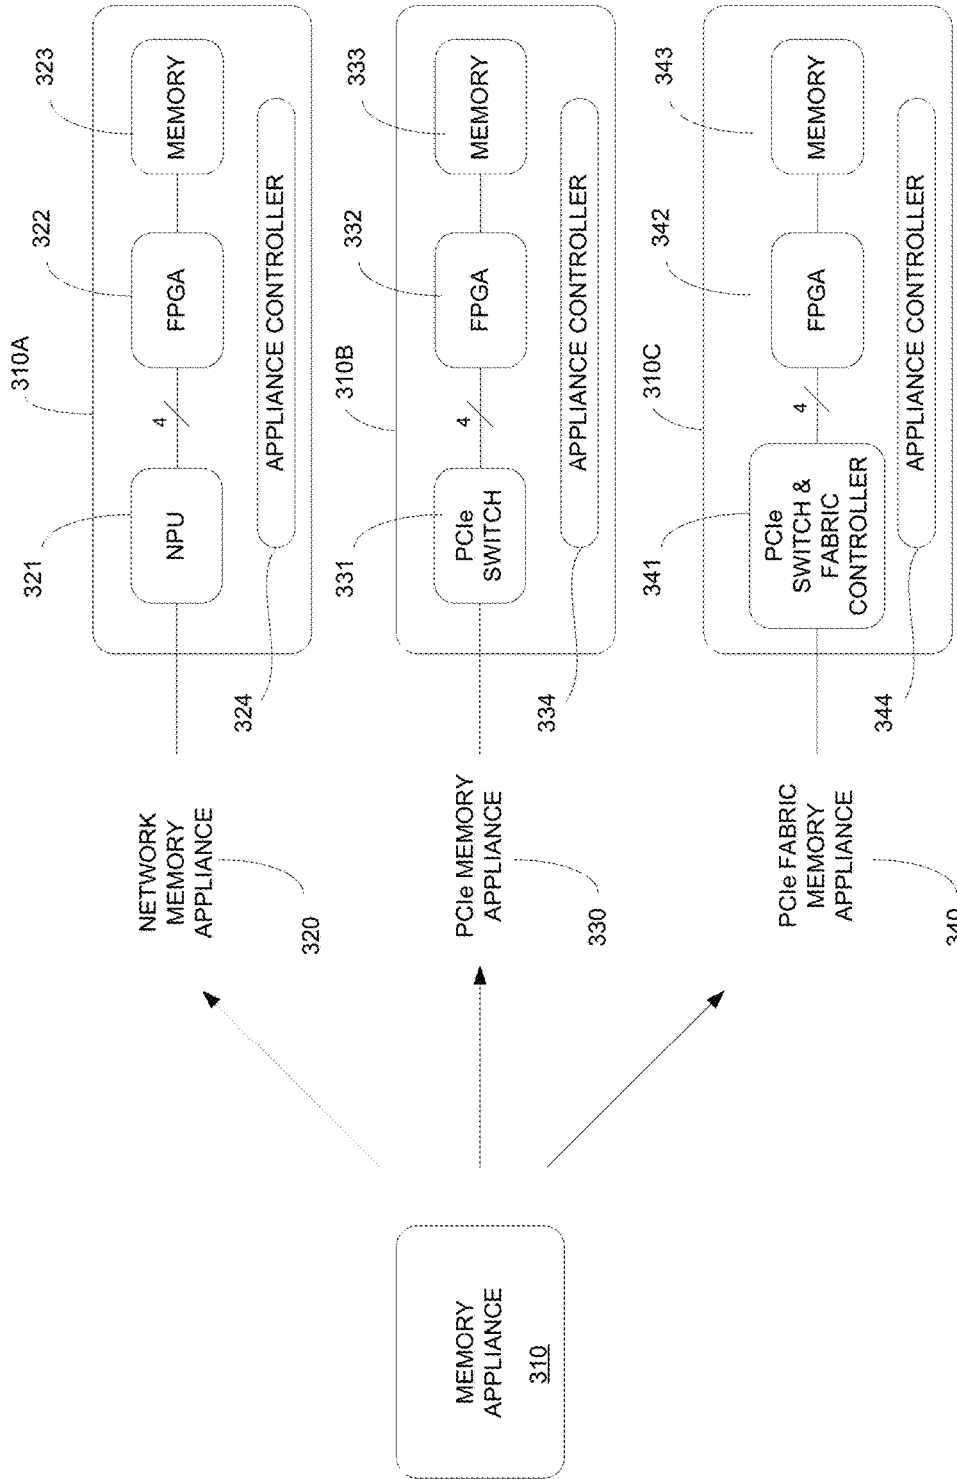 MEMORY
APPLIANCE
310
NETWORK
MEMORY
APPLIANCE
320
310A
321
NPU
4
322
FPGA
323
MEMORY
324
APPLIANCE CONTROLLER
PCIe MEMORY
APPLIANCE
330
310B
331
PCIe
SWITCH
4
332
FPGA
333
MEMORY
334
APPLIANCE CONTROLLER
PCIe FABRIC
MEMORY
APPLIANCE
310C
341
PCIe
SWITCH &
FABRIC
CONTROLLER
4
342
FPGA
343
MEMORY
344
APPLIANCE CONTROLLER